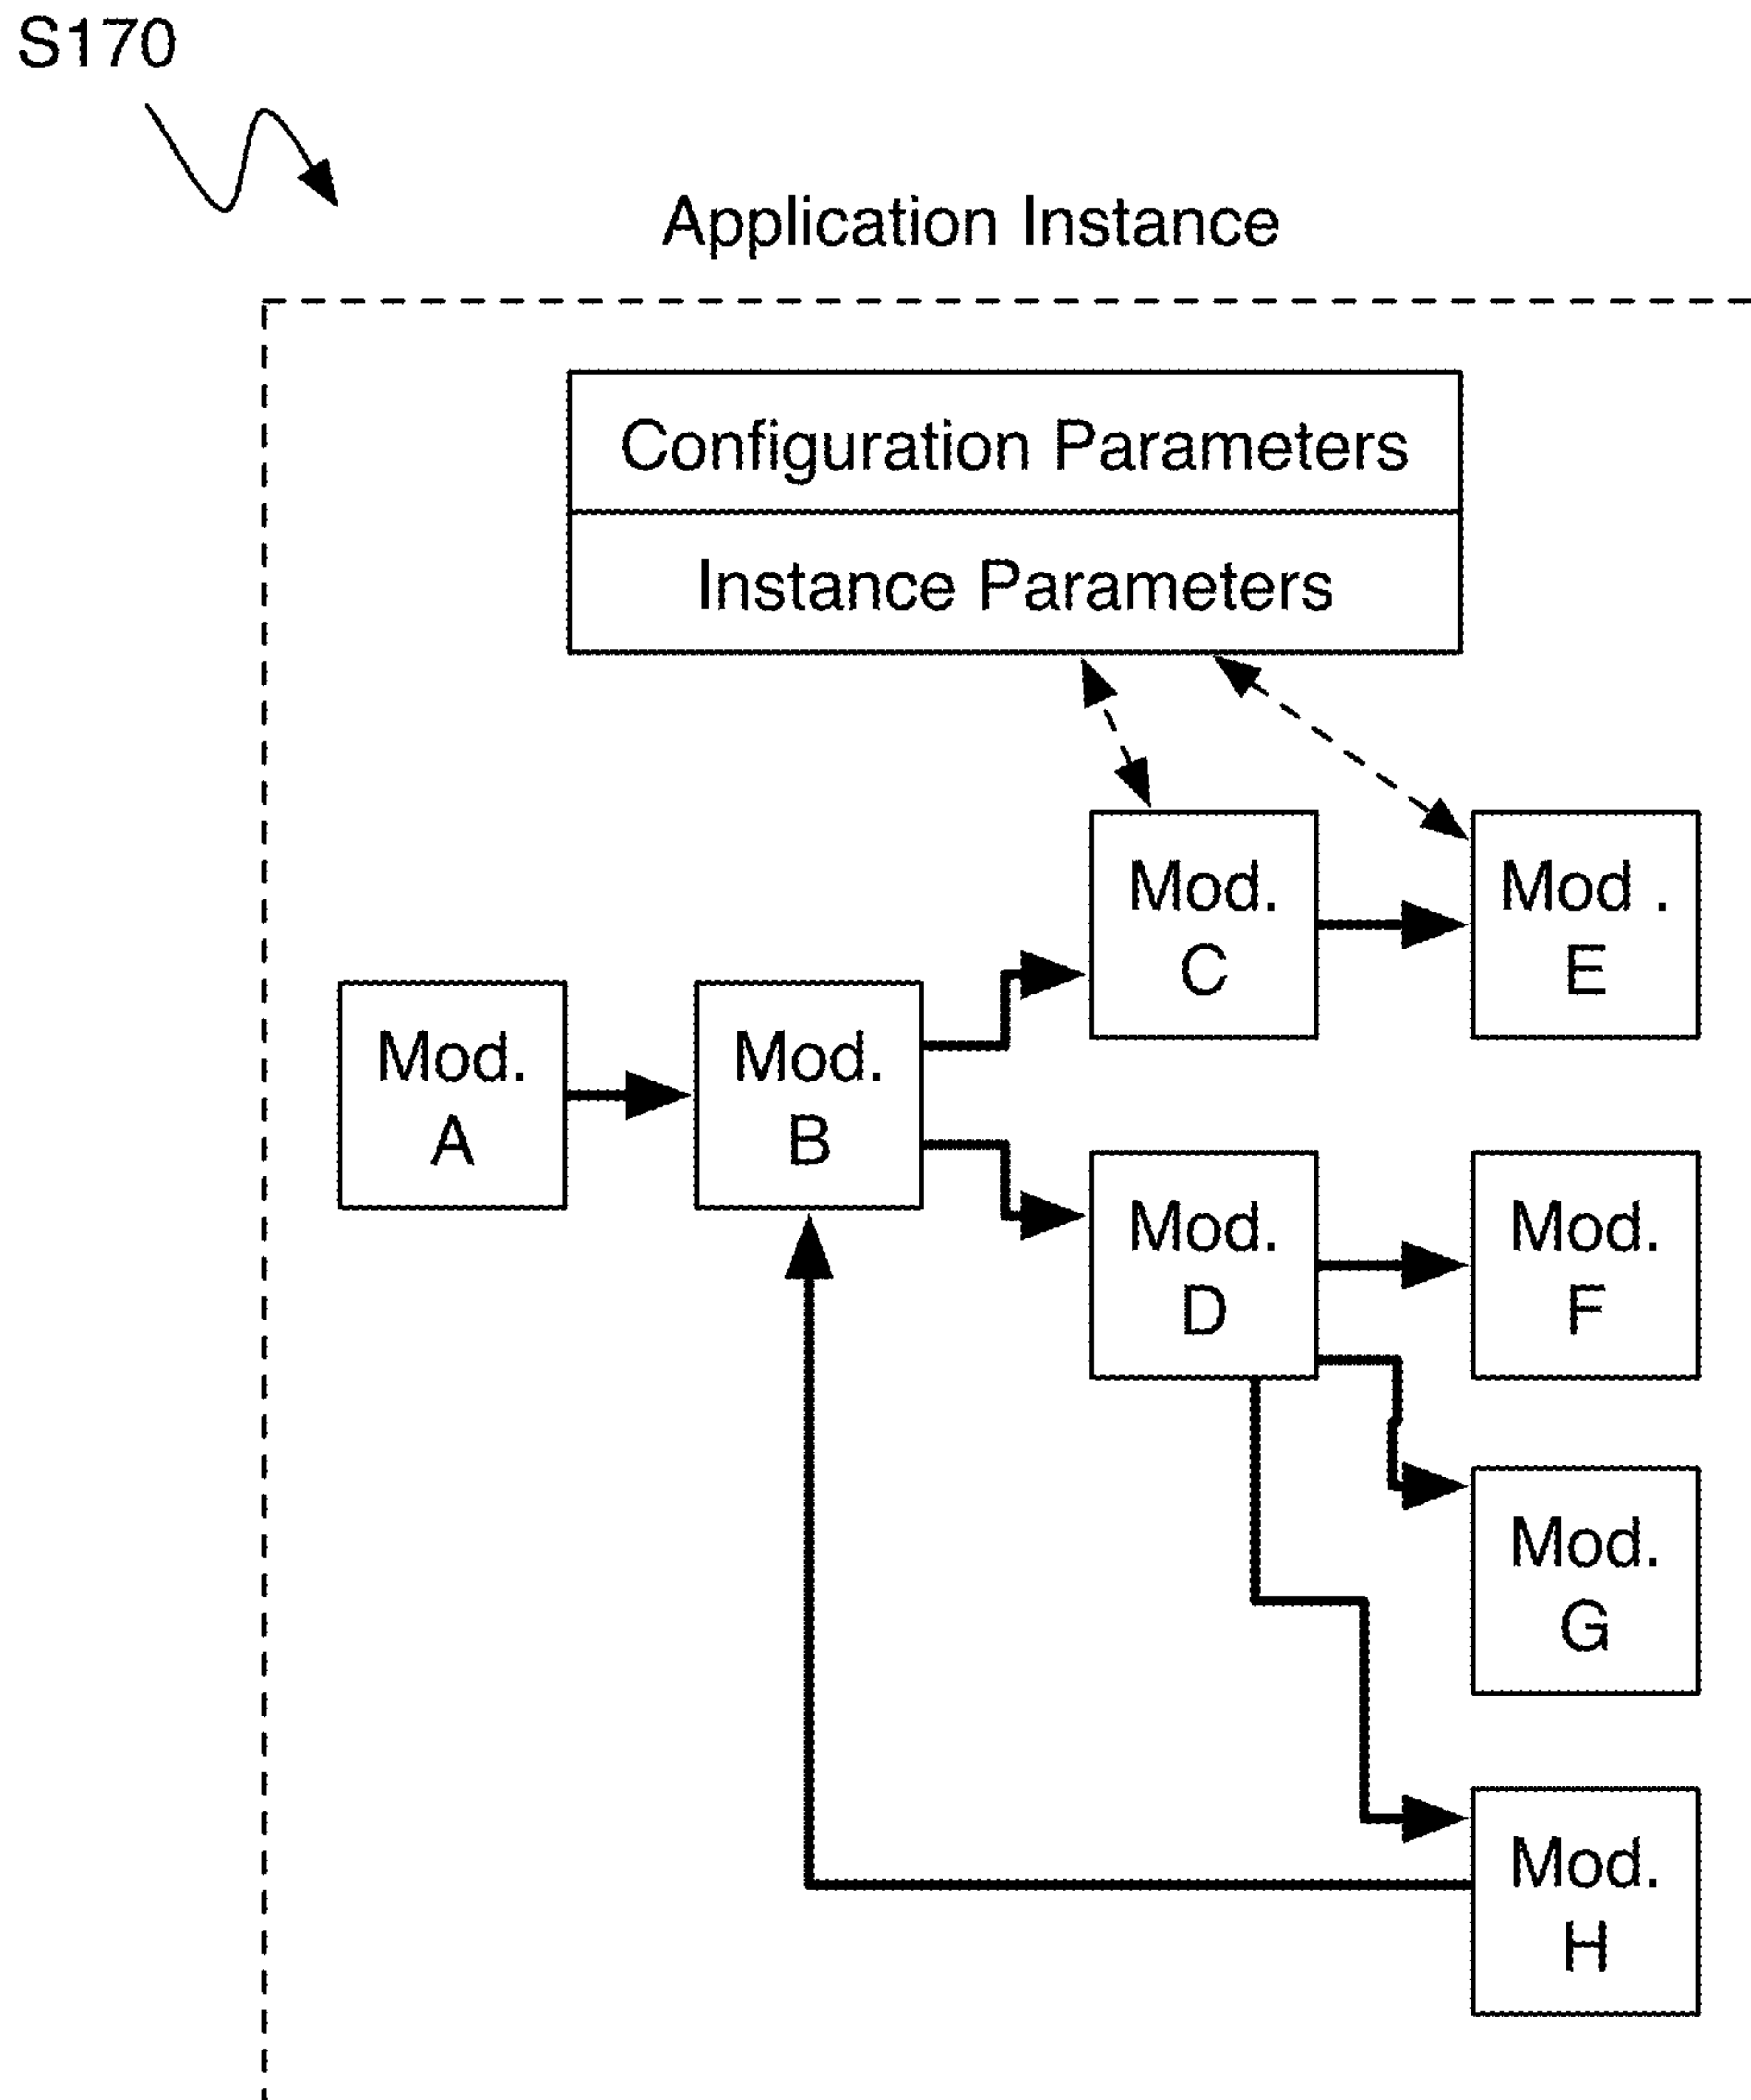 S170
Application Instance
Configuration Parameters
Instance Parameters
Mod.
C
Mod .
E
Mod.
A
Mod.
B
Mod.
D
Mod.
F
Mod.
G
Mod.
H